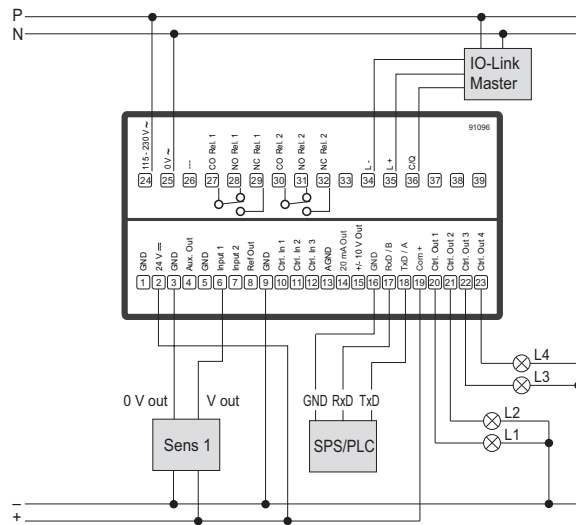 P
N
IO-Link
Master
91096
115 - 230 V ~
0 V ~
---
CO Rel. 1
NO Rel. 1
NC Rel. 1
CO Rel. 2
NO Rel. 2
NC Rel. 2
L -
L +
C/Q
24 25 26 27 28 29 30 31 32 33 34 35 36 37 38 39
GND
24 V
GND
Aux. Out
GND
Input 1
Input 2
Ref Out
GND
Ctrl. In 1
Ctrl. In 2
Ctrl. In 3
AGND
20 mA Out
+/- 10 V Out
GND
RxD / B
TxD / A
Com +
Ctrl. Out 1
Ctrl. Out 2
Ctrl. Out 3
Ctrl. Out 4
1 2 3 4 5 6 7 8 9 10 11 12 13 14 15 16 17 18 19 20 21 22 23
L4
L3
0 V out V out GND RxD TxD
L2
L1
Sens 1
SPS/PLC
–
+